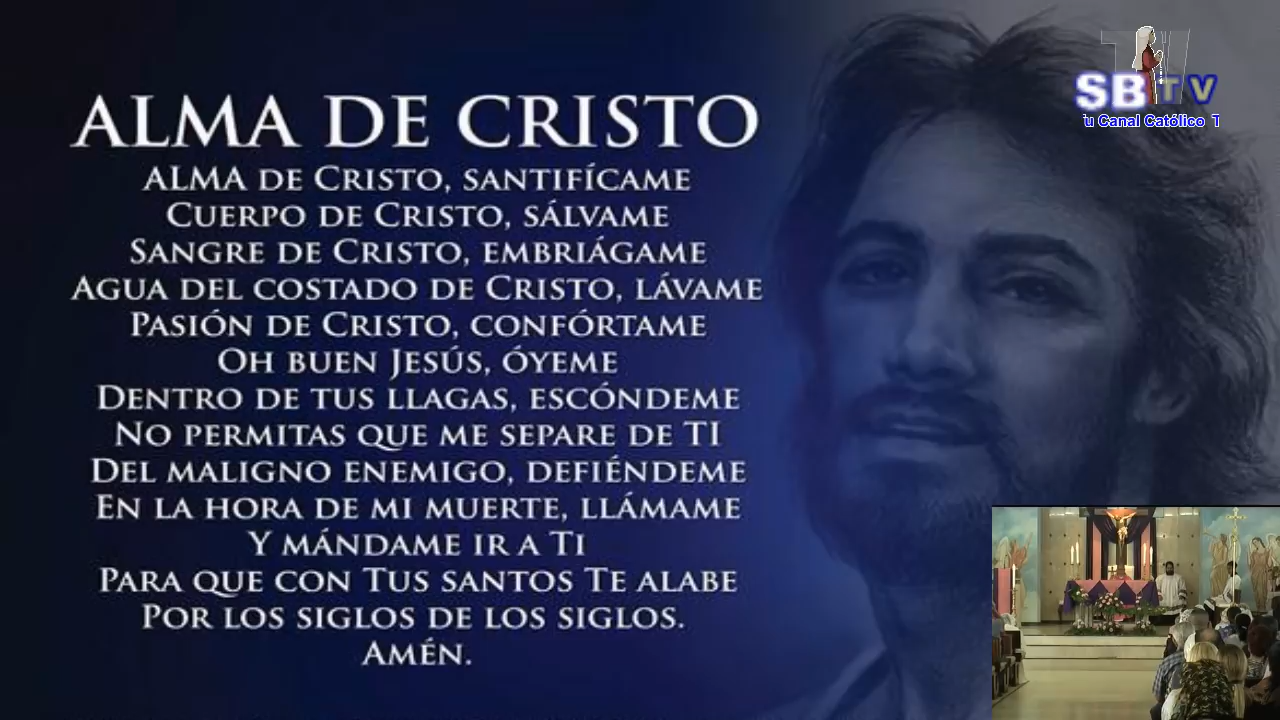 ALMA DE CRISTO
ALMA DE CRISTO, SANTIFÍCAME
CUERPO DE CRISTO, SÁLVAME
SANGRE DE CRISTO, EMBRIÁGAME
AGUA DEL COSTADO DE CRISTO, LÁVAME
PASIÓN DE CRISTO, CONFÓRTAME
OH BUEN JESÚS, ÓYEME
DENTRO DE TUS LLAGAS, ESCÓNDEME
NO PERMITAS QUE ME SEPARE DE TI
DEL MALIGNO ENEMIGO, DEFIÉNDEME
EN LA HORA DE MI MUERTE, LLÁMAME
Y MÁNDAME IR A TI
PARA QUE CON TUS SANTOS TE ALABE
POR LOS SIGLOS DE LOS SIGLOS.
AMÉN.
SBTV
u Canal Católico T